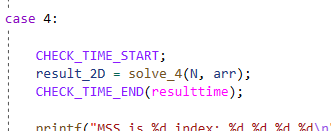 case 4:
CHECK_TIME_START;
result_2D = solve_4(N, arr);
CHECK_TIME_END(resulttime);
printf("MSS is %d index: %d %d %d %d\n